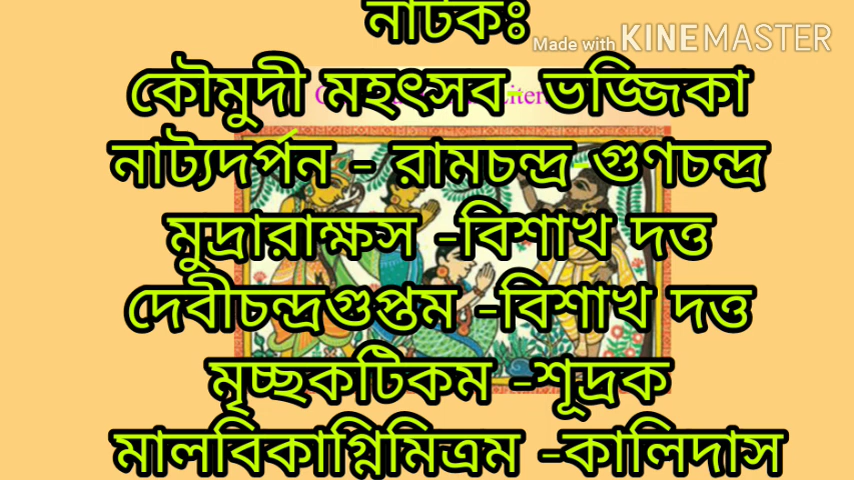 নাটকঃ
Made with KINEMASTER
কৌমুদী মহৎসব- ভজ্জিকা
নাট্যদর্পন - রামচন্দ্র-গুণচন্দ্র
মুদ্রারাক্ষস -বিশাখ দত্ত
দেবীচন্দ্রগুপ্তম -বিশাখ দত্ত
মৃচ্ছকটিকম -শূদ্রক
মালবিকাগ্নিমিত্রম -কালিদাস